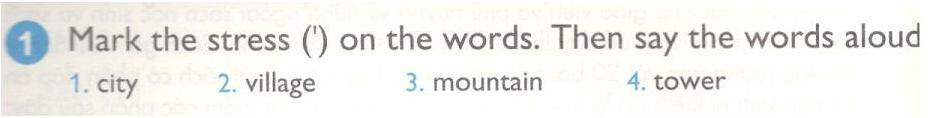 1 Mark the stress (') on the words. Then say the words aloud
1. city 2. village 3. mountain 4. tower